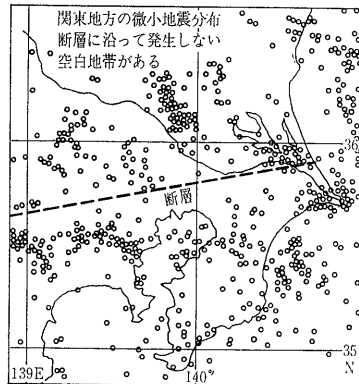 関東地方の微小地震分布
断層に沿って発生しない
空白地帯がある
36
断層
139E
140°
35
N